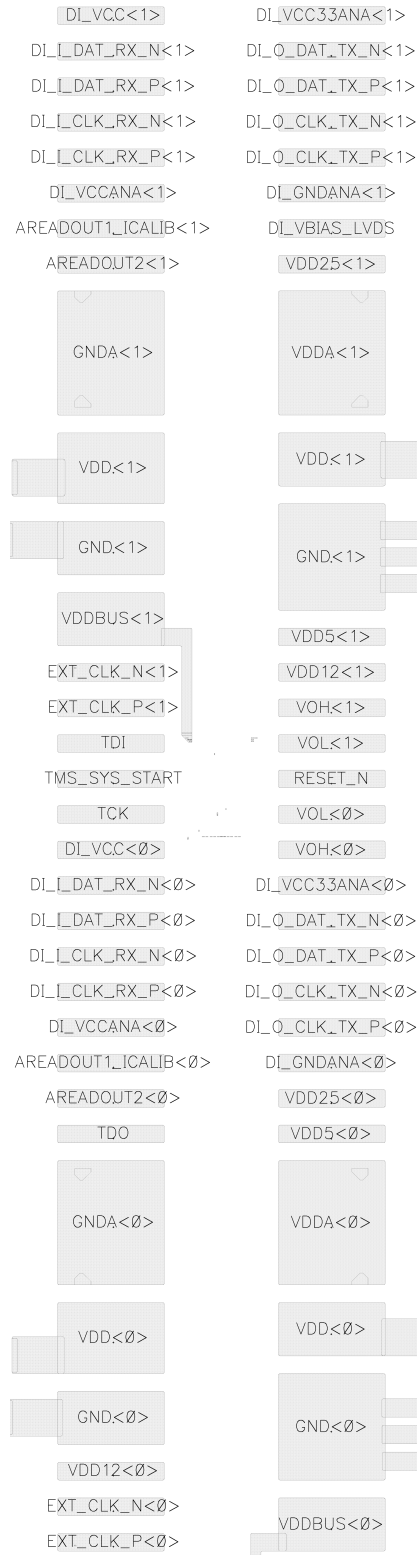 DI_VCC<1> DI_VCC33ANA<1>
DI_I_DAT_RX_N<1> DI_O_DAT_TX_N<1>
DI_I_DAT_RX_P<1> DI_O_DAT_TX_P<1>
DI_I_CLK_RX_N<1> DI_O_CLK_TX_N<1>
DI_I_CLK_RX_P<1> DI_O_CLK_TX_P<1>
DI_VCCANA<1> DI_GNDANA<1>
AREADOUT1_ICALIB<1> DI_VBIAS_LVDS
AREADOUT2<1> VDD25<1>
GNDA<1> VDDA<1>
VDD<1> VDD<1>
GND<1> GND<1>
VDDBUS<1> VDD5<1>
EXT_CLK_N<1> VDD12<1>
EXT_CLK_P<1> VOH<1>
TDI VOL<1>
TMS_SYS_START RESET_N
TCK VOL<0>
DI_VCC<0> VOH<0>
DI_I_DAT_RX_N<0> DI_VCC33ANA<0>
DI_I_DAT_RX_P<0> DI_O_DAT_TX_N<0>
DI_I_CLK_RX_N<0> DI_O_DAT_TX_P<0>
DI_I_CLK_RX_P<0> DI_O_CLK_TX_N<0>
DI_VCCANA<0> DI_O_CLK_TX_P<0>
AREADOUT1_ICALIB<0> DI_GNDANA<0>
AREADOUT2<0> VDD25<0>
TDO VDD5<0>
GNDA<0> VDDA<0>
VDD<0> VDD<0>
GND<0> GND<0>
VDD12<0>
EXT_CLK_N<0> VDDBUS<0>
EXT_CLK_P<0>